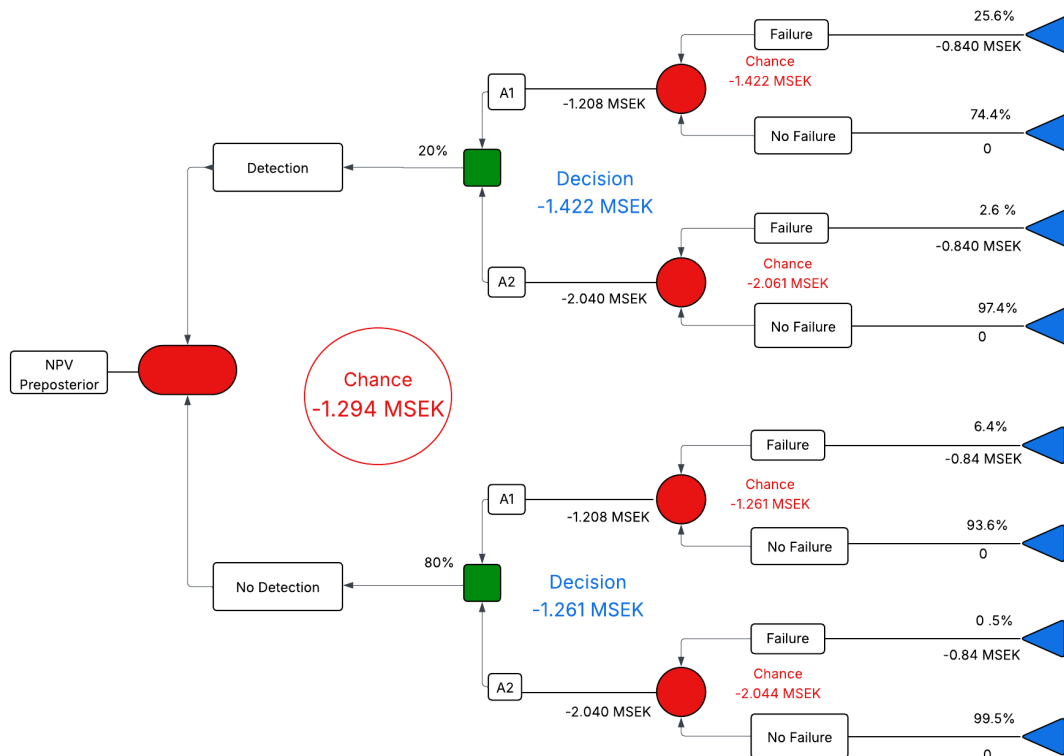 25.6%
Failure
-0.840 MSEK
Chance
-1.422 MSEK
A1
-1.208 MSEK
74.4%
No Failure
0
20%
Detection
Decision
-1.422 MSEK
2.6 %
Failure
-0.840 MSEK
Chance
-2.061 MSEK
A2
-2.040 MSEK
97.4%
No Failure
0
NPV
Preposterior
Chance
-1.294 MSEK
6.4%
Failure
-0.84 MSEK
Chance
-1.261 MSEK
A1
-1.208 MSEK
93.6%
No Failure
0
80%
No Detection
Decision
-1.261 MSEK
0 .5%
Failure
-0.84 MSEK
Chance
-2.044 MSEK
A2
-2.040 MSEK
99.5%
No Failure
0